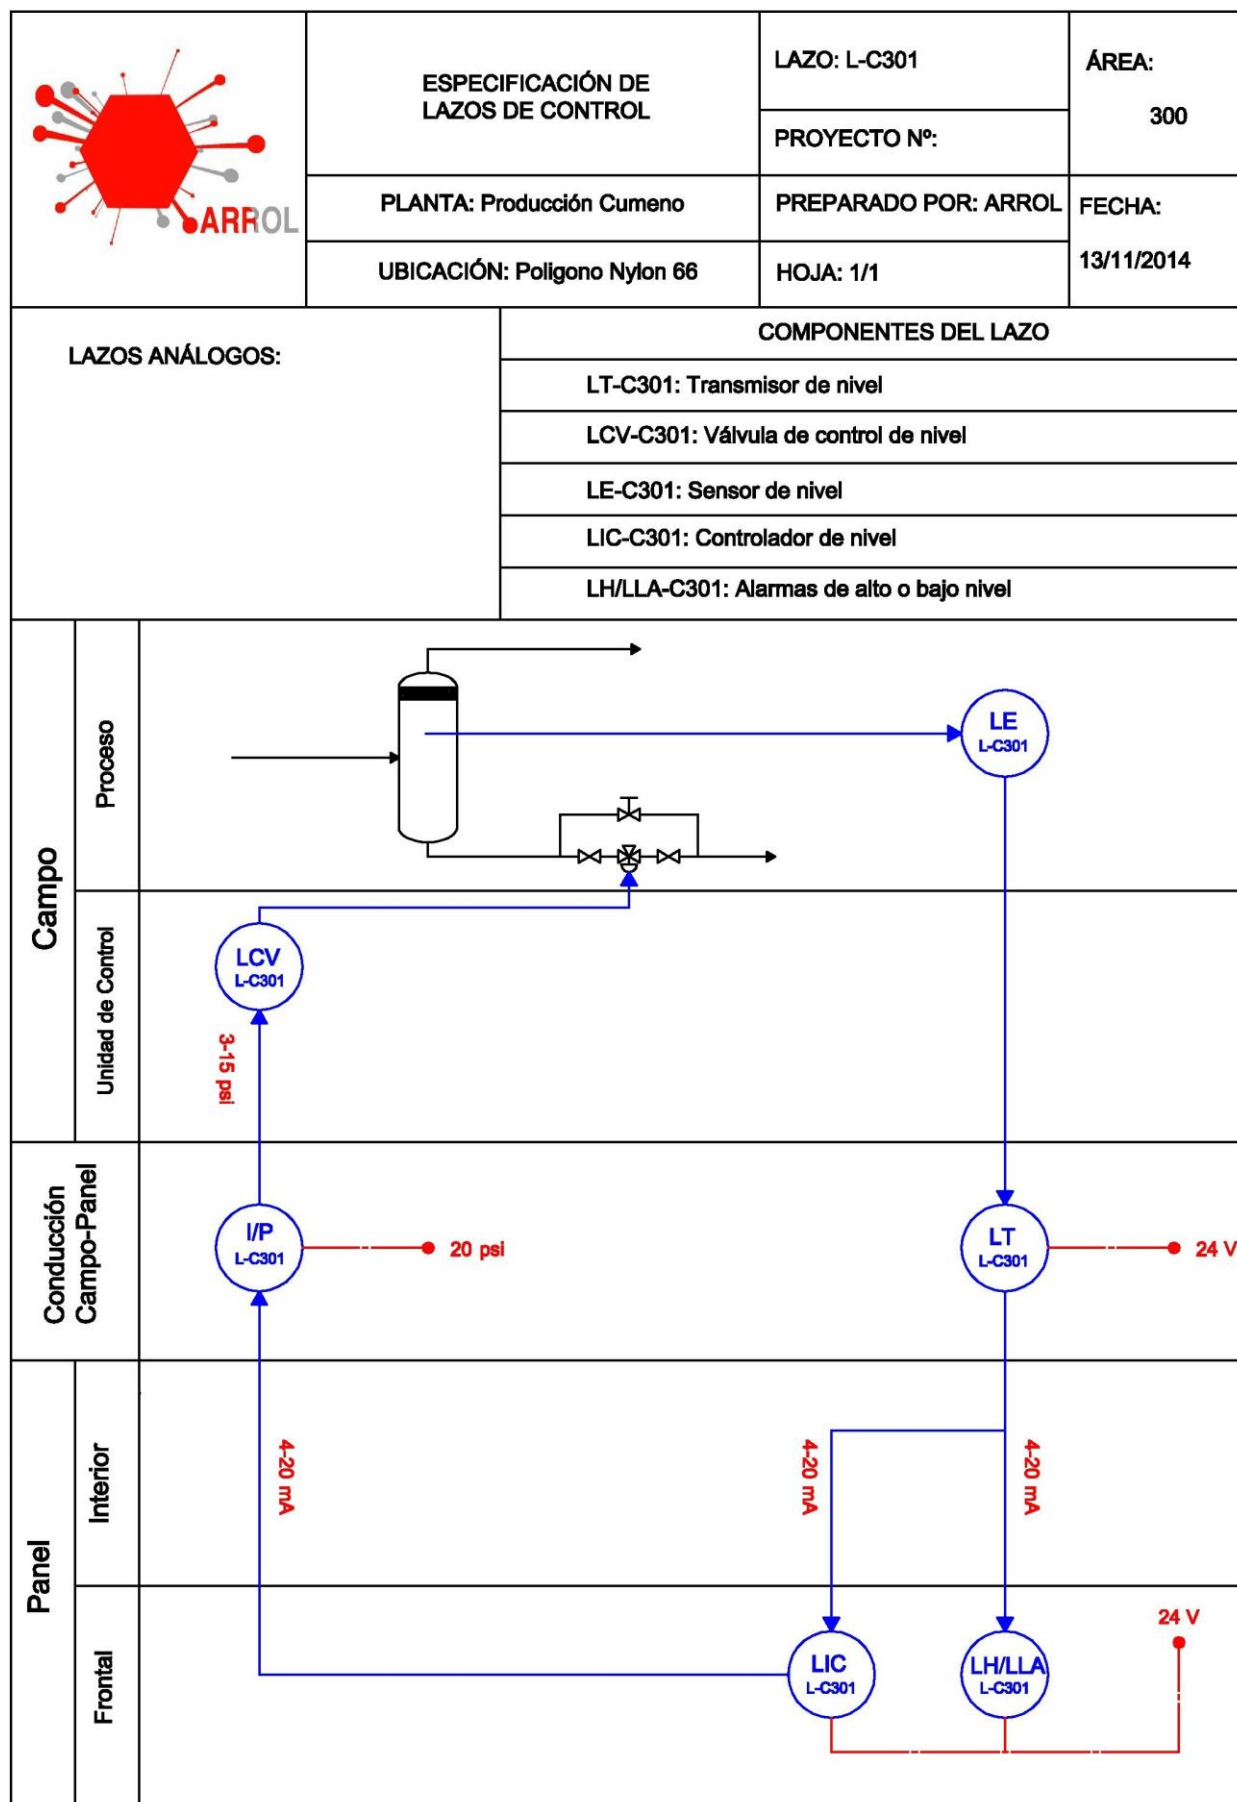 ARROL
ESPECIFICACIÓN DE
LAZOS DE CONTROL
LAZO: L-C301
PROYECTO Nº:
ÁREA:
300
PLANTA: Producción Cumeno
PREPARADO POR: ARROL
FECHA:
13/11/2014
UBICACIÓN: Poligono Nylon 66
HOJA: 1/1
LAZOS ANÁLOGOS:
COMPONENTES DEL LAZO
LT-C301: Transmisor de nivel
LCV-C301: Válvula de control de nivel
LE-C301: Sensor de nivel
LIC-C301: Controlador de nivel
LH/LLA-C301: Alarmas de alto o bajo nivel
Campo
Proceso
LE
L-C301
Unidad de Control
LCV
L-C301
3-15 psi
Conducción
Campo-Panel
I/P
L-C301
20 psi
LT
L-C301
24 V
Panel
Interior
4-20 mA
4-20 mA
4-20 mA
Frontal
LIC
L-C301
LH/LLA
L-C301
24 V